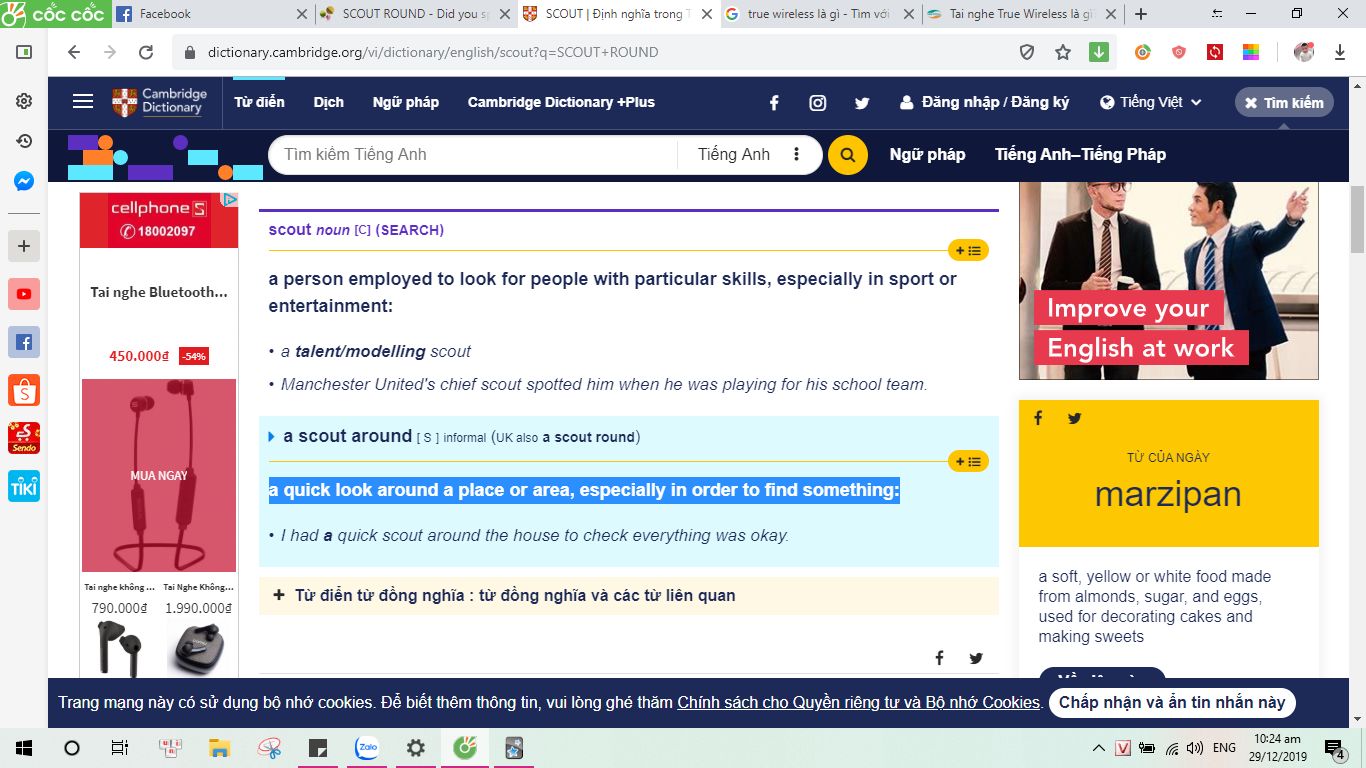 cốc cốc
Facebook
SCOUT ROUND - Did you sp
SCOUT | Định nghĩa trong T
true wireless là gì - Tìm với
Tai nghe True Wireless là gì
dictionary.cambridge.org/vi/dictionary/english/scout?q=SCOUT+ROUND
Cambridge
Dictionary
Từ điển
Dịch
Ngữ pháp
Cambridge Dictionary +Plus
Đăng nhập / Đăng ký
Tiếng Việt
Tìm kiếm
Tìm kiếm Tiếng Anh
Tiếng Anh
Ngữ pháp
Tiếng Anh–Tiếng Pháp
cellphoneS
18002097
Tai nghe Bluetooth...
450.000₫
-54%
MUA NGAY
Tai nghe không ...
Tai Nghe Không...
790.000₫
1.990.000₫
scout noun [C] (SEARCH)
a person employed to look for people with particular skills, especially in sport or
entertainment:
• a talent/modelling scout
• Manchester United's chief scout spotted him when he was playing for his school team.
a scout around [ S ] informal (UK also a scout round)
a quick look around a place or area, especially in order to find something:
• I had a quick scout around the house to check everything was okay.
+ Từ điển từ đồng nghĩa : từ đồng nghĩa và các từ liên quan
Improve your
English at work
TỪ CỦA NGÀY
marzipan
a soft, yellow or white food made
from almonds, sugar, and eggs,
used for decorating cakes and
making sweets
Trang mạng này có sử dụng bộ nhớ cookies. Để biết thêm thông tin, vui lòng ghé thăm Chính sách cho Quyền riêng tư và Bộ nhớ Cookies.
Chấp nhận và ẩn tin nhắn này
Sendo
TIKI
Zalo
V
ENG
10:24 am
29/12/2019
4